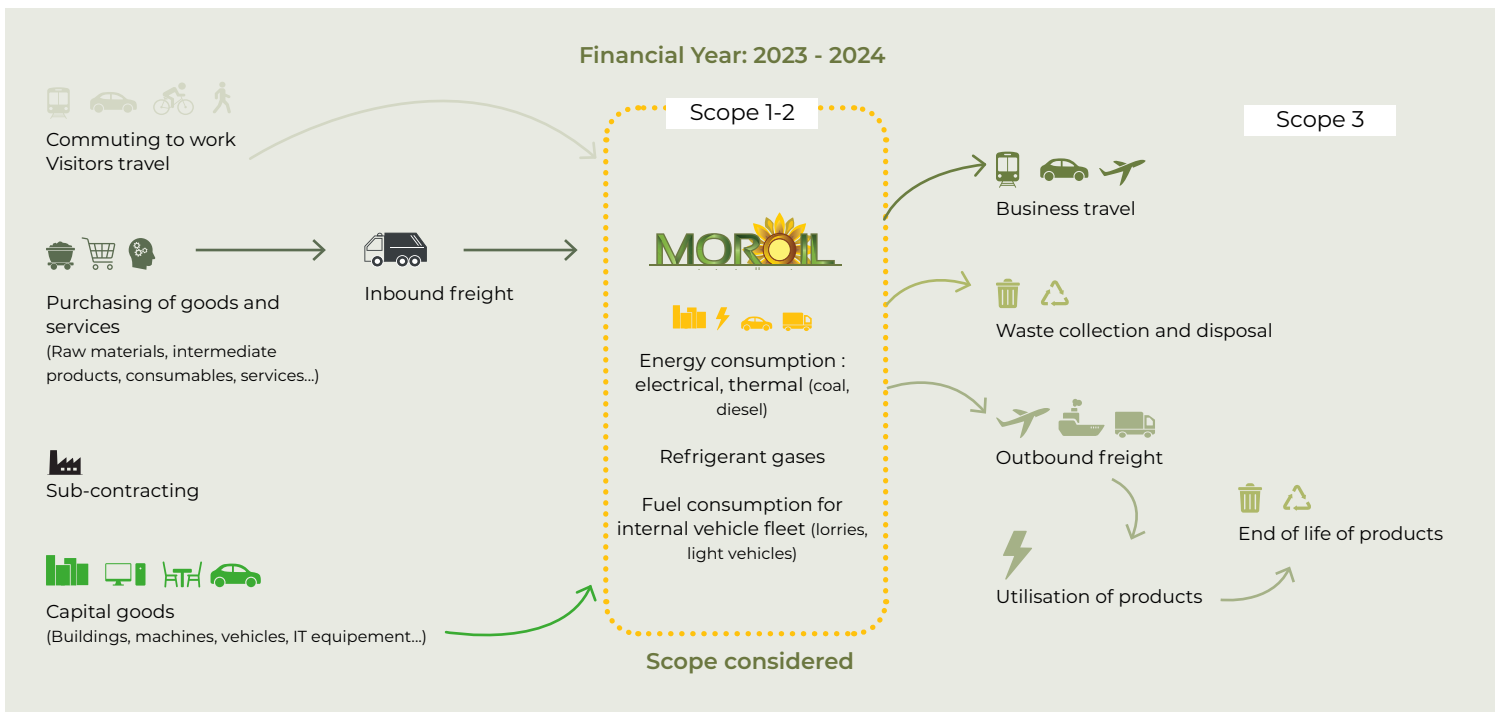 Financial Year: 2023 - 2024
Scope 1-2
Scope 3
Commuting to work
Visitors travel
Purchasing of goods and
services
(Raw materials, intermediate
products, consumables, services...)
Inbound freight
Sub-contracting
Capital goods
(Buildings, machines, vehicles, IT equipement...)
MOROIL
Energy consumption :
electrical, thermal (coal,
diesel)
Refrigerant gases
Fuel consumption for
internal vehicle fleet (lorries,
light vehicles)
Scope considered
Business travel
Waste collection and disposal
Outbound freight
Utilisation of products
End of life of products